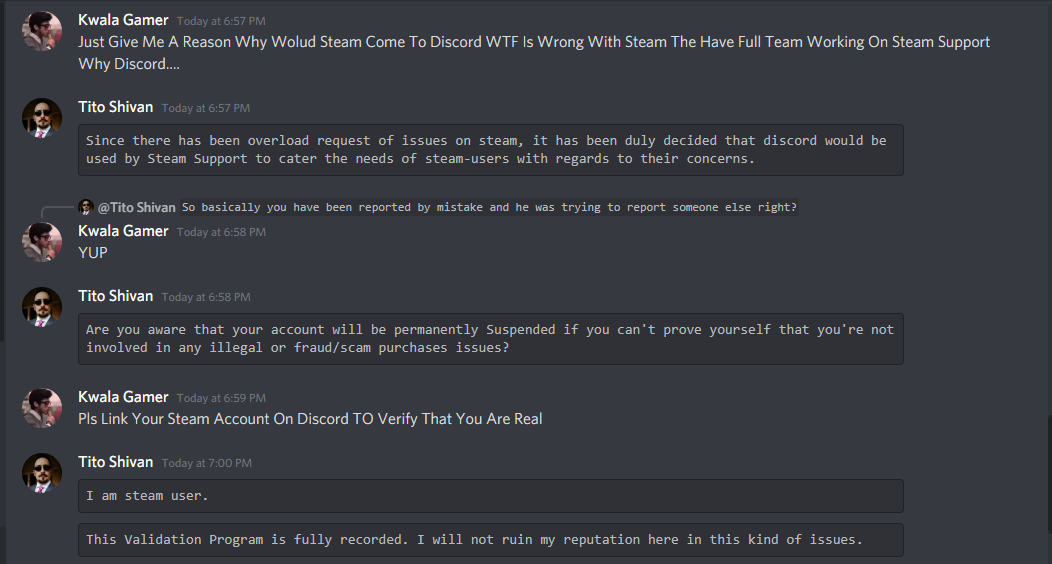 Kwala Gamer Today at 6:57 PM
Just Give Me A Reason Why Wolud Steam Come To Discord WTF Is Wrong With Steam The Have Full Team Working On Steam Support
Why Discord....
Tito Shivan Today at 6:57 PM
Since there has been overload request of issues on steam, it has been duly decided that discord would be
used by Steam Support to cater the needs of steam-users with regards to their concerns.
@Tito Shivan So basically you have been reported by mistake and he was trying to report someone else right?
Kwala Gamer Today at 6:58 PM
YUP
Tito Shivan Today at 6:58 PM
Are you aware that your account will be permanently Suspended if you can't prove yourself that you're not
involved in any illegal or fraud/scam purchases issues?
Kwala Gamer Today at 6:59 PM
Pls Link Your Steam Account On Discord TO Verify That You Are Real
Tito Shivan Today at 7:00 PM
I am steam user.
This Validation Program is fully recorded. I will not ruin my reputation here in this kind of issues.